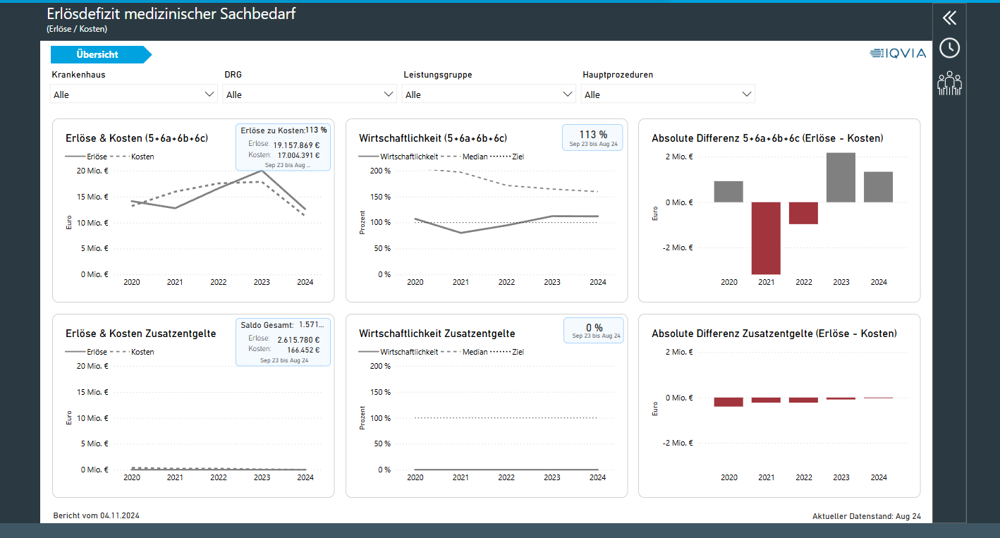 Erlösdefizit medizinischer Sachbedarf
(Erlöse / Kosten)
Übersicht
IQVIA
Krankenhaus
DRG
Leistungsgruppe
Hauptprozeduren
Alle
Alle
Alle
Alle
Erlöse & Kosten (5+6a+6b+6c)
Erlöse zu Kosten:113 %
Erlöse: 19.157.869 €
Kosten: 17.004.391 €
Sep 23 bis Aug ...
Erlöse Kosten
20 Mio. €
15 Mio. €
10 Mio. €
5 Mio. €
0 Mio. €
Euro
2020 2021 2022 2023 2024
Wirtschaftlichkeit (5+6a+6b+6c)
113 %
Sep 23 bis Aug 24
Wirtschaftlichkeit Median Ziel
200 %
150 %
100 %
50 %
0 %
Prozent
2020 2021 2022 2023 2024
Absolute Differenz 5+6a+6b+6c (Erlöse - Kosten)
2 Mio. €
0 Mio. €
-2 Mio. €
Euro
2020 2021 2022 2023 2024
Erlöse & Kosten Zusatzentgelte
Saldo Gesamt: 1.571...
Erlöse: 2.615.780 €
Kosten: 166.452 €
Sep 23 bis Aug 24
Erlöse Kosten
20 Mio. €
15 Mio. €
10 Mio. €
5 Mio. €
0 Mio. €
Euro
2020 2021 2022 2023 2024
Wirtschaftlichkeit Zusatzentgelte
0 %
Sep 23 bis Aug 24
Wirtschaftlichkeit Median Ziel
200 %
150 %
100 %
50 %
0 %
Prozent
2020 2021 2022 2023 2024
Absolute Differenz Zusatzentgelte (Erlöse - Kosten)
2 Mio. €
0 Mio. €
-2 Mio. €
Euro
2020 2021 2022 2023 2024
Bericht vom 04.11.2024
Aktueller Datenstand: Aug 24